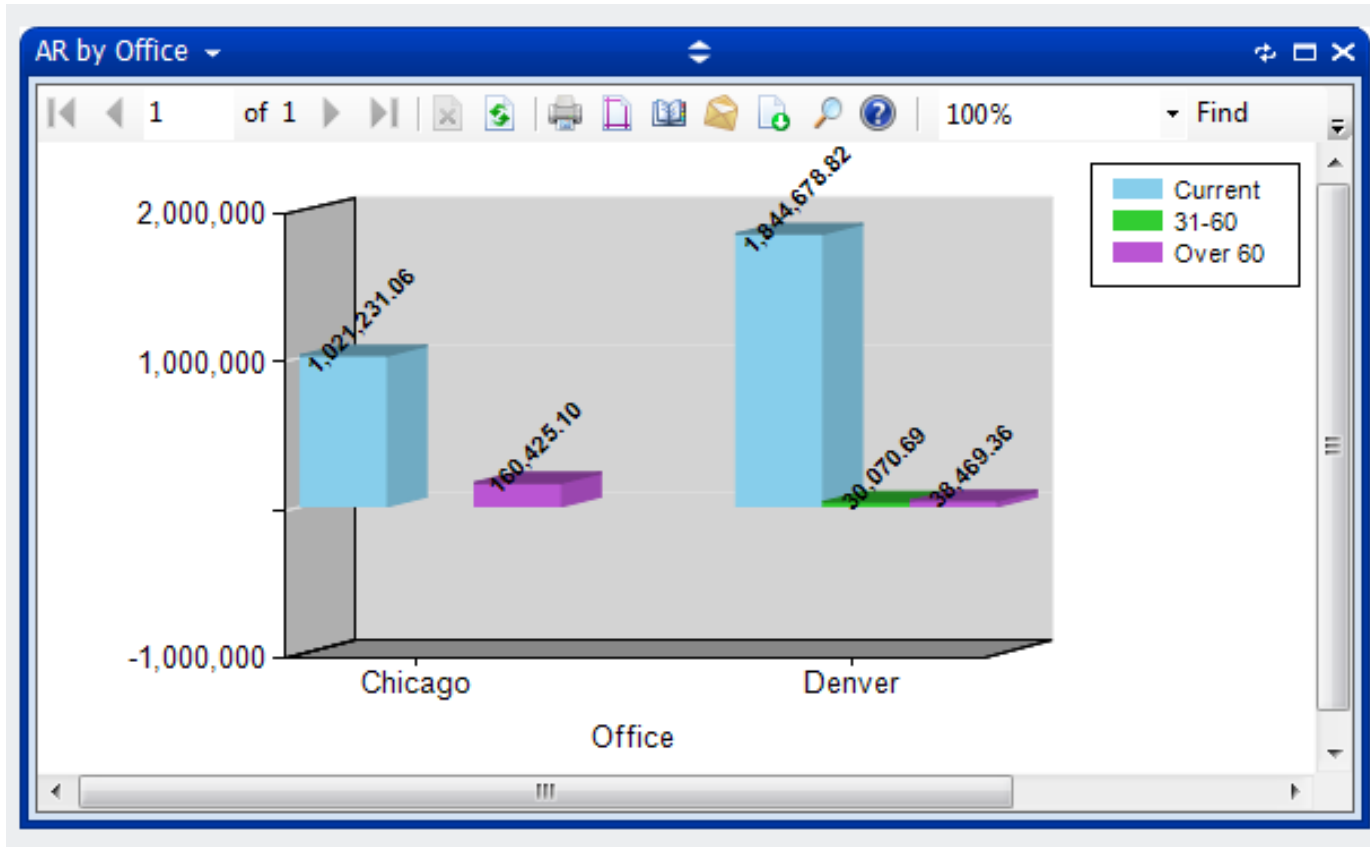 AR by Office
1 of 1 100% Find
Current
31-60
Over 60
2,000,000
1,000,000
-1,000,000
1,021,231.06
160,425.10
1,844,678.82
30,070.69
38,469.36
Chicago Denver
Office